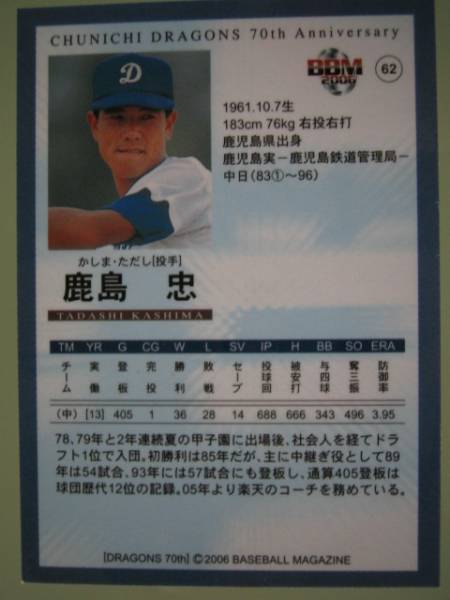 CHUNICHI DRAGONS 70th Anniversary
D
BBM
2006
62
1961.10.7生
183cm 76kg 右投右打
鹿児島県出身
鹿児島実－鹿児島鉄道管理局－
中日(83①～96)
かしま・ただし[投手]
鹿島 忠
TADASHI KASHIMA
TM YR G CG W L SV IP H BB SO ERA
チーム 実働 登板 完投 勝利 敗戦 セーブ 投球回 被安打 与四球 奪三振 防御率
(中) [13] 405 1 36 28 14 688 666 343 496 3.95
78、79年と2年連続夏の甲子園に出場後、社会人を経てドラ
フト1位で入団。初勝利は85年だが、主に中継ぎ役として89
年は54試合、93年には57試合にも登板し、通算405登板は
球団歴代12位の記録。05年より楽天のコーチを務めている。
[DRAGONS 70th] ©2006 BASEBALL MAGAZINE